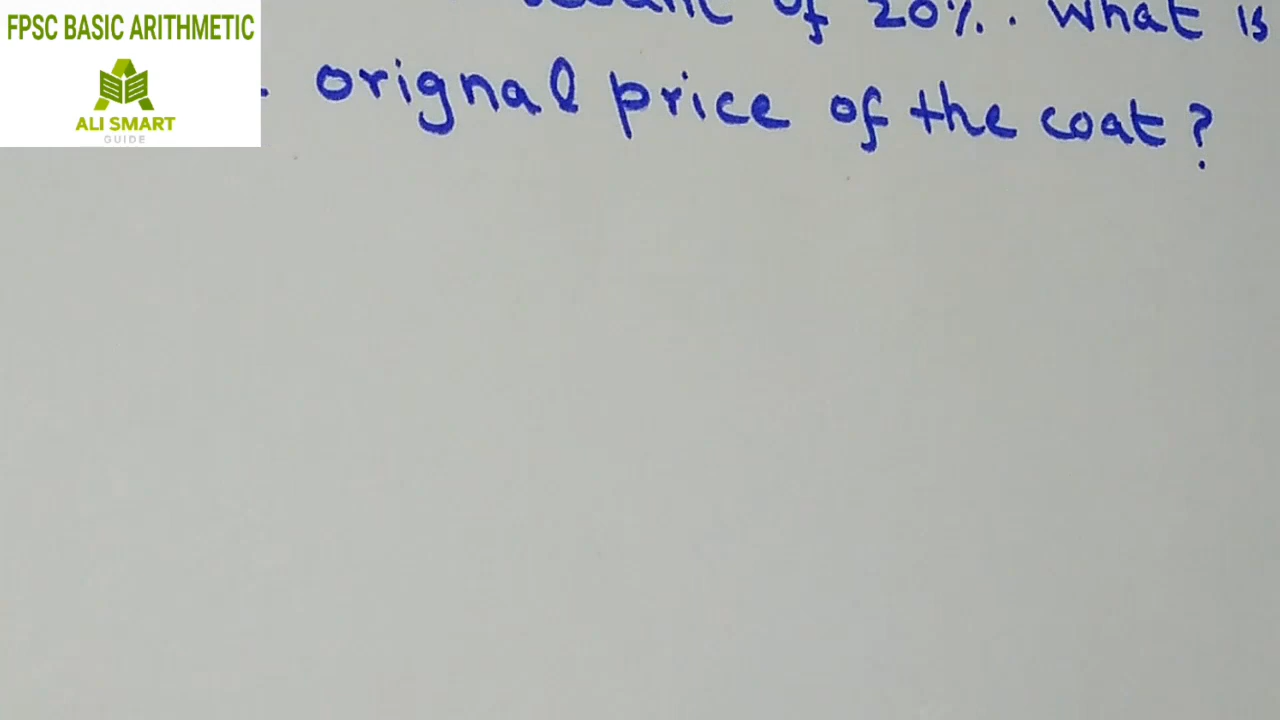 FPSC BASIC ARITHMETIC
ALI SMART
GUIDE
of 20%. What is
orignal price of the coat?